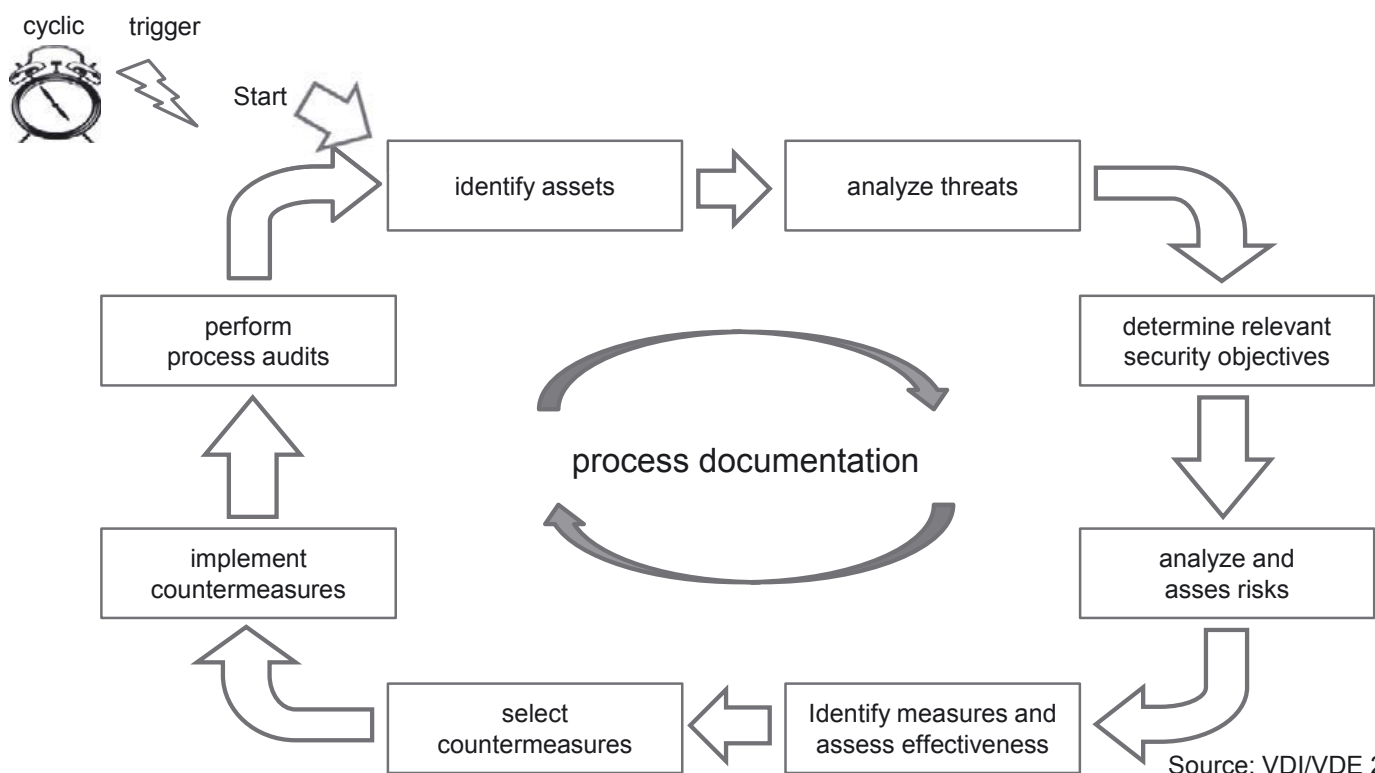 cyclic
trigger
Start
identify assets
analyze threats
determine relevant
security objectives
analyze and
asses risks
Identify measures and
assess effectiveness
select
countermeasures
implement
countermeasures
perform
process audits
process documentation
Source: VDI/VDE 2